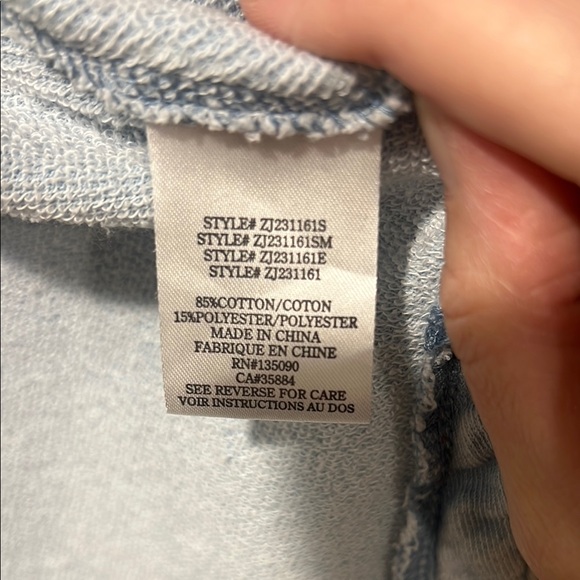 STYLE# ZJ231161S
STYLE# ZJ231161SM
STYLE# ZJ231161E
STYLE# ZJ231161
85%COTTON/COTON
15%POLYESTER/POLYESTER
MADE IN CHINA
FABRIQUE EN CHINE
RN#135090
CA#35884
SEE REVERSE FOR CARE
VOIR INSTRUCTIONS AU DOS